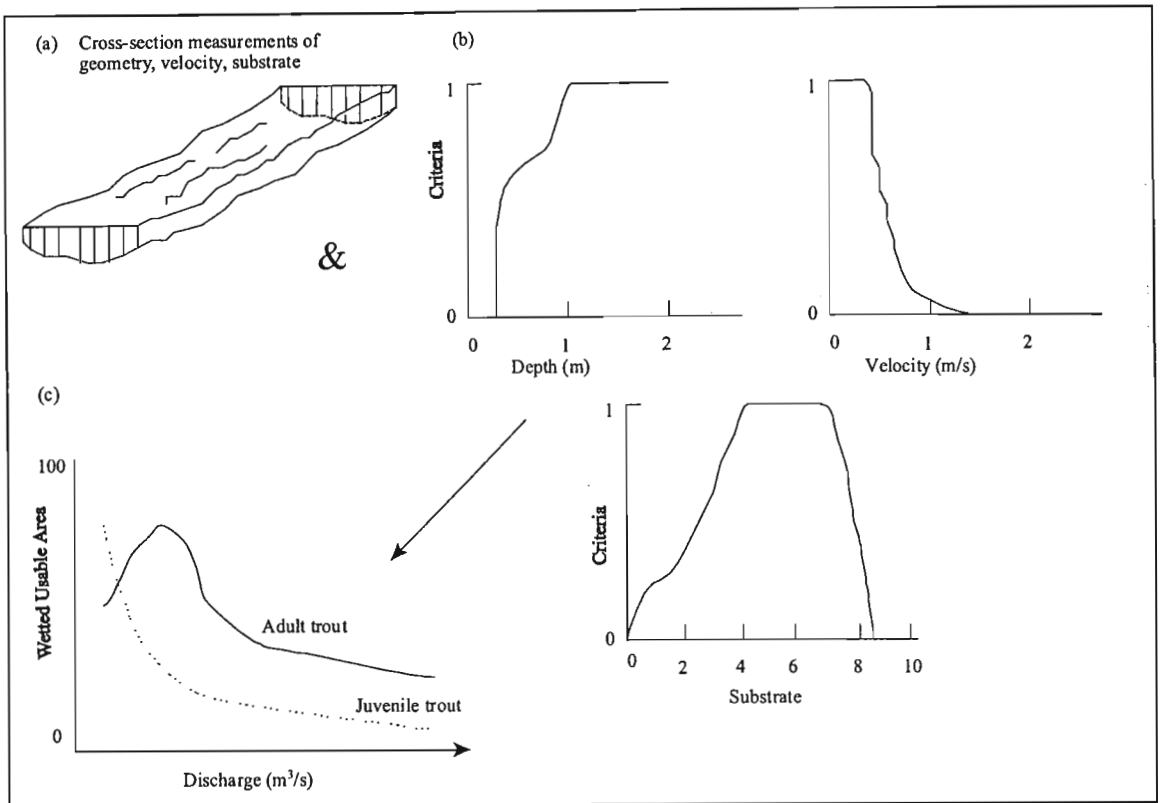 (a) Cross-section measurements of
geometry, velocity, substrate
&
(b)
Criteria
1
0
0 1 2
Depth (m)
1
0
0 1 2
Velocity (m/s)
(c)
Wetted Usable Area
100
0
Adult trout
Juvenile trout
Discharge (m³/s)
Criteria
1
0
0 2 4 6 8 10
Substrate